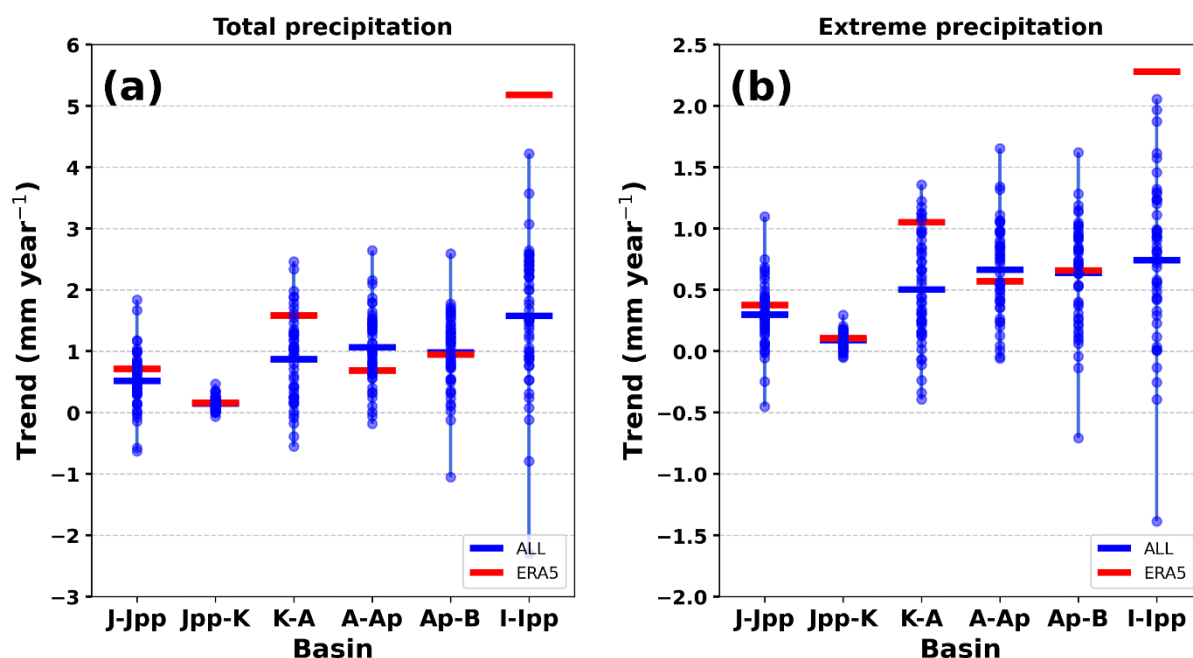 Total precipitation
(a)
Trend (mm year⁻¹)
6
5
4
3
2
1
0
−1
−2
−3
J-Jpp Jpp-K K-A A-Ap Ap-B I-Ipp
Basin
ALL
ERA5
Extreme precipitation
(b)
Trend (mm year⁻¹)
2.5
2.0
1.5
1.0
0.5
0.0
−0.5
−1.0
−1.5
−2.0
J-Jpp Jpp-K K-A A-Ap Ap-B I-Ipp
Basin
ALL
ERA5